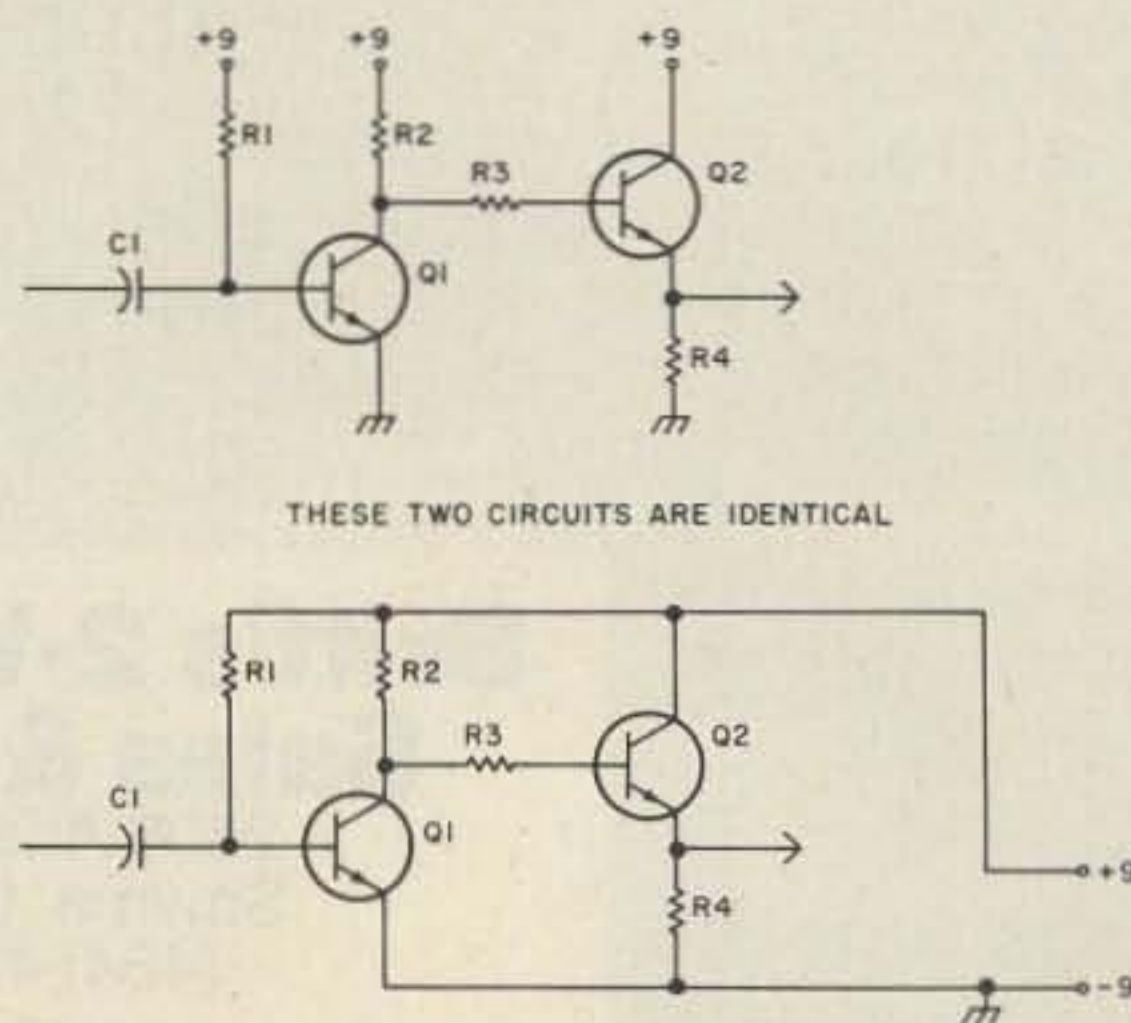 +9 +9 +9
R1 R2 R3 Q2
C1 Q1
R4
THESE TWO CIRCUITS ARE IDENTICAL
R1 R2 R3 Q2
C1 Q1
R4 +9
-9